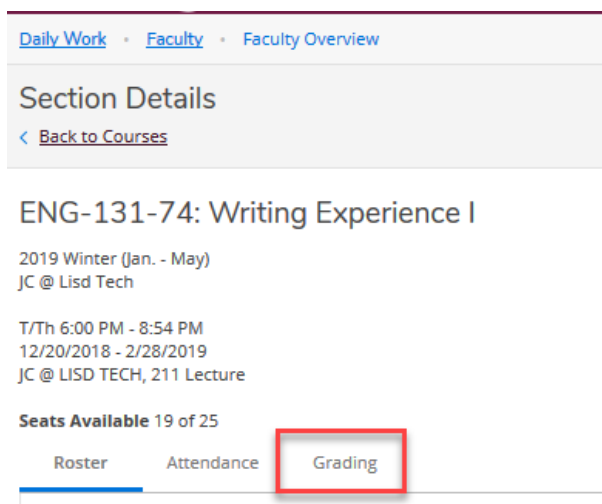 Daily Work • Faculty • Faculty Overview
Section Details
< Back to Courses
ENG-131-74: Writing Experience I
2019 Winter (Jan. - May)
JC @ Lisd Tech
T/Th 6:00 PM - 8:54 PM
12/20/2018 - 2/28/2019
JC @ LISD TECH, 211 Lecture
Seats Available 19 of 25
Roster Attendance Grading